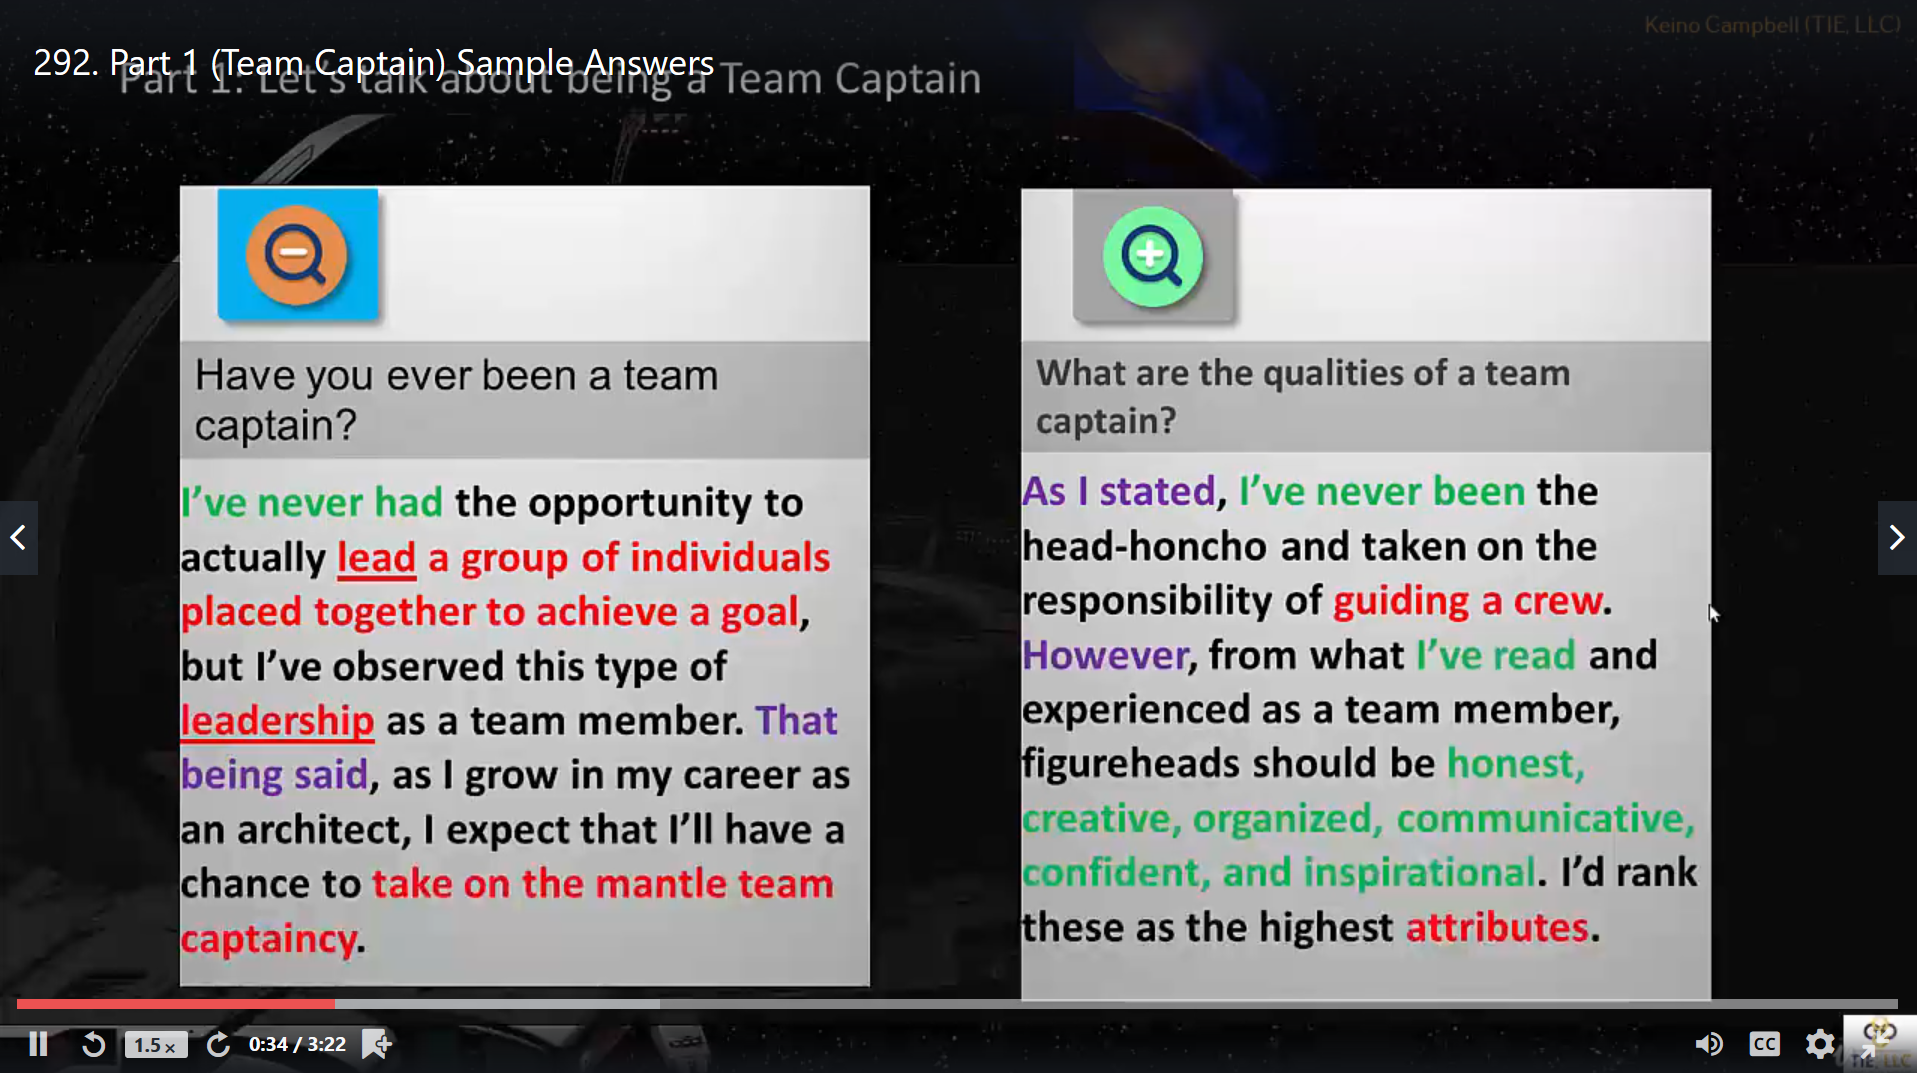 Keino Campbell (TIE, LLC)
292. Part 1 (Team Captain) Sample Answers
Part 1: Let's talk about being a Team Captain
Have you ever been a team
captain?
I've never had the opportunity to
actually lead a group of individuals
placed together to achieve a goal,
but I've observed this type of
leadership as a team member. That
being said, as I grow in my career as
an architect, I expect that I'll have a
chance to take on the mantle team
captaincy.
What are the qualities of a team
captain?
As I stated, I've never been the
head-honcho and taken on the
responsibility of guiding a crew.
However, from what I've read and
experienced as a team member,
figureheads should be honest,
creative, organized, communicative,
confident, and inspirational. I'd rank
these as the highest attributes.
1.5 x
0:34 / 3:22
CC
TIE, LLC